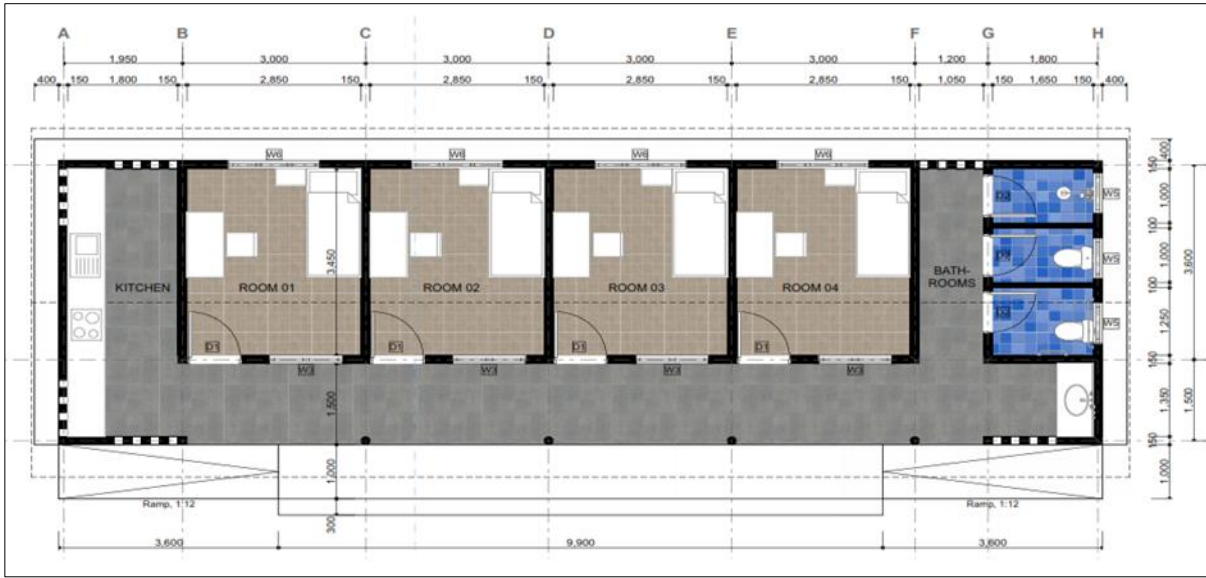 A B C D E F G H
1,950 3,000 3,000 3,000 3,000 1,200 1,800
400 150 1,800 150 2,850 150 2,850 150 2,850 150 2,850 150 1,050 150 1,650 150 400
W6 W6 W6 W6
150 400
D2 W5
1,000
100
3,450
D2 W5
1,000
3,600
BATH-
ROOMS
KITCHEN ROOM 01 ROOM 02 ROOM 03 ROOM 04
100
D2 W5
1,250
D1 D1 D1 D1
W3 W3 W3 W3
150
1,500
1,350
1,500
150
1,000
1,000
Ramp, 1:12 Ramp, 1:12
300
3,600 9,900 3,600